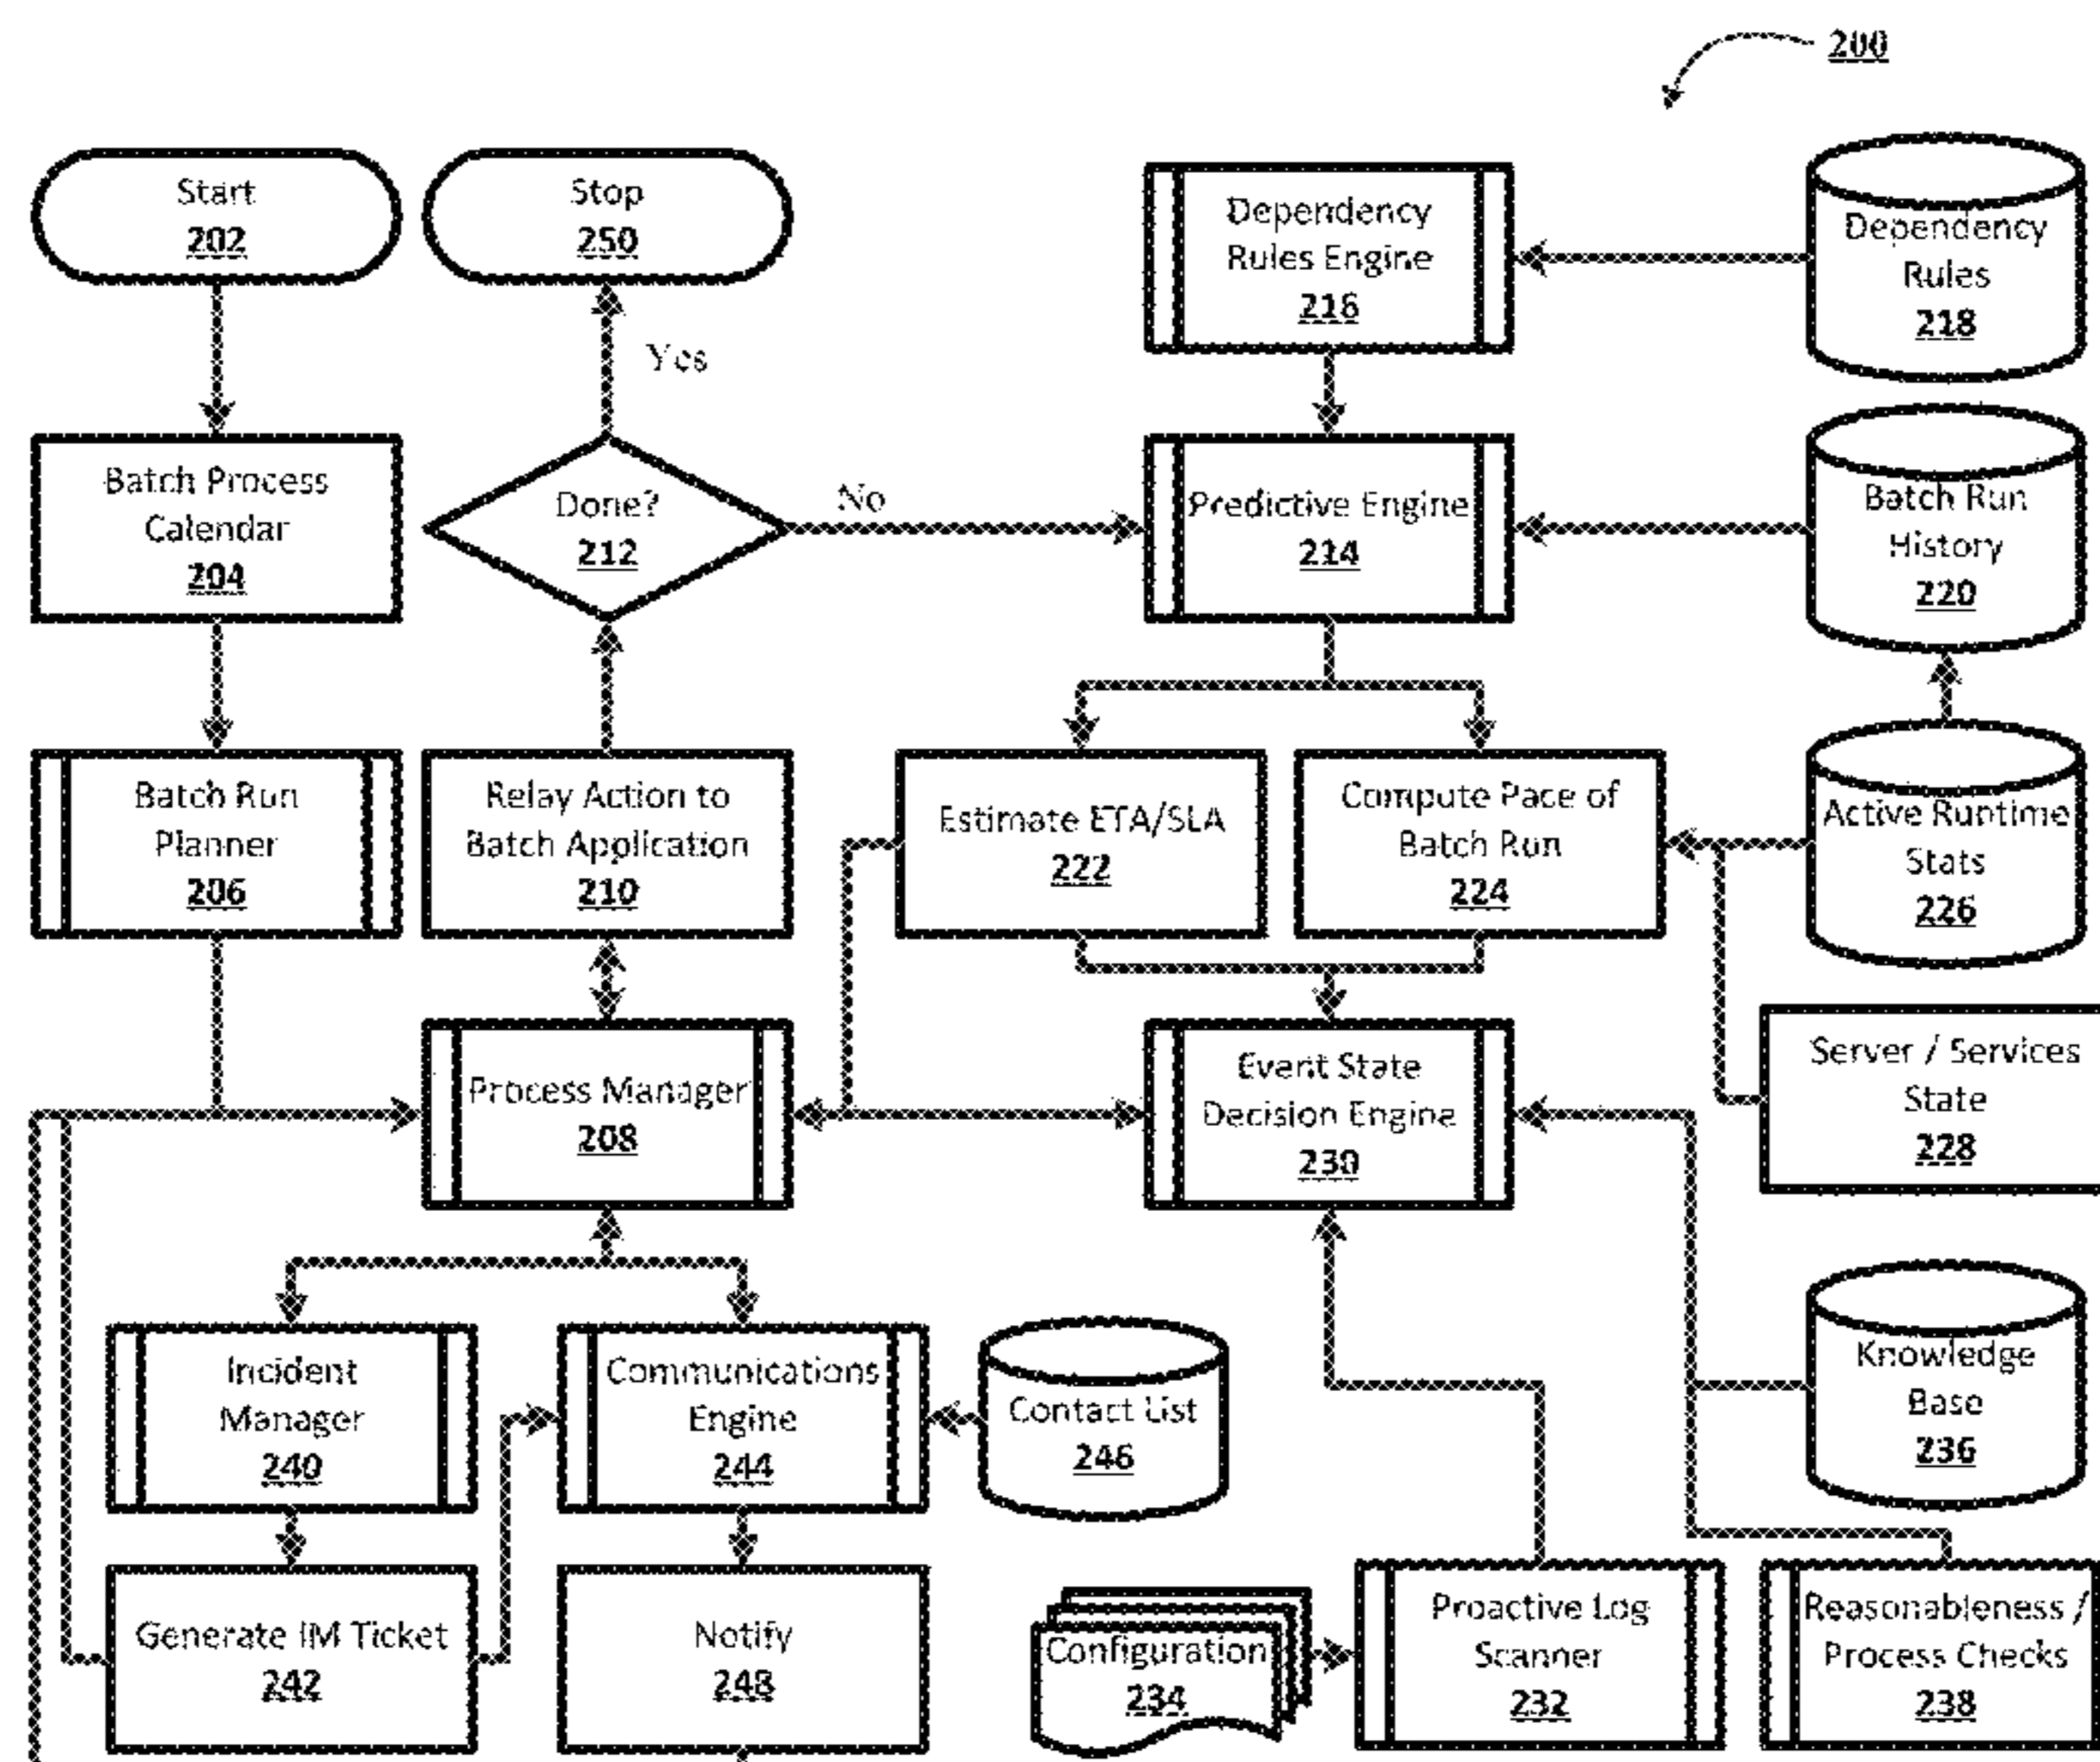 200
Start
202
Stop
250
Dependency
Rules Engine
216
Dependency
Rules
218
Yes
Batch Process
Calendar
204
Done?
212
No
Predictive Engine
214
Batch Run
History
220
Batch Run
Planner
206
Relay Action to
Batch Application
210
Estimate ETA/SLA
222
Compute Pace of
Batch Run
224
Active Runtime
Stats
226
Process Manager
208
Event State
Decision Engine
230
Server / Services
State
228
Incident
Manager
240
Communications
Engine
244
Contact List
246
Knowledge
Base
236
Generate IM Ticket
242
Notify
248
Configuration
234
Proactive Log
Scanner
232
Reasonableness /
Process Checks
238